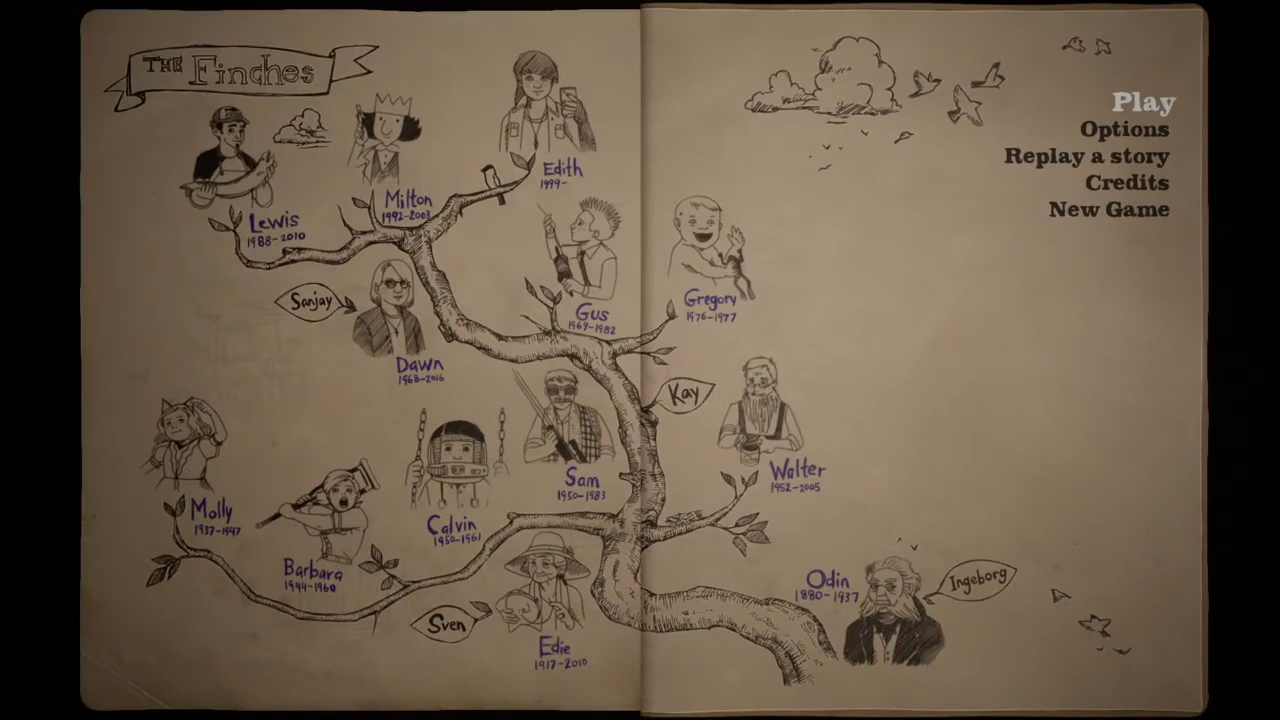 THE Finches
Edith
1999-
Milton
1992-2003
Lewis
1988-2010
Sanjay
Dawn
1968-2016
Gus
1969-1982
Gregory
1976-1977
Kay
Sam
1950-1983
Walter
1952-2005
Molly
1937-1947
Barbara
1944-1960
Calvin
1950-1961
Sven
Edie
1917-2010
Odin
1880-1937
Ingeborg
Play
Options
Replay a story
Credits
New Game